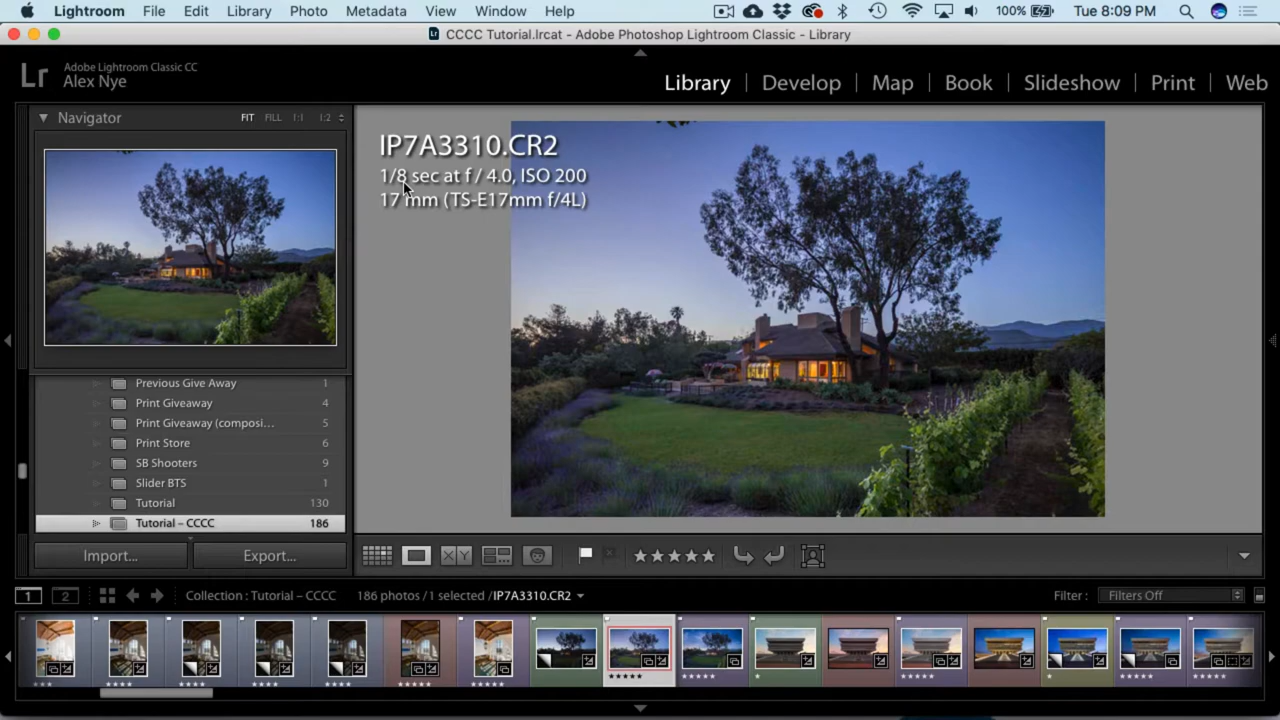 Lightroom File Edit Library Photo Metadata View Window Help 100% Tue 8:09 PM
Lr CCCC Tutorial.lrcat - Adobe Photoshop Lightroom Classic - Library
Lr Adobe Lightroom Classic CC
Alex Nye
Library | Develop | Map | Book | Slideshow | Print | Web
Navigator FIT FILL 1:1 1:2
IP7A3310.CR2
1/8 sec at f / 4.0, ISO 200
17 mm (TS-E17mm f/4L)
Previous Give Away 1
Print Giveaway 4
Print Giveaway (composi... 5
Print Store 6
SB Shooters 9
Slider BTS 1
Tutorial 130
Tutorial – CCCC 186
Import... Export...
X Y
1 2 Collection : Tutorial – CCCC 186 photos / 1 selected / IP7A3310.CR2 Filter : Filters Off